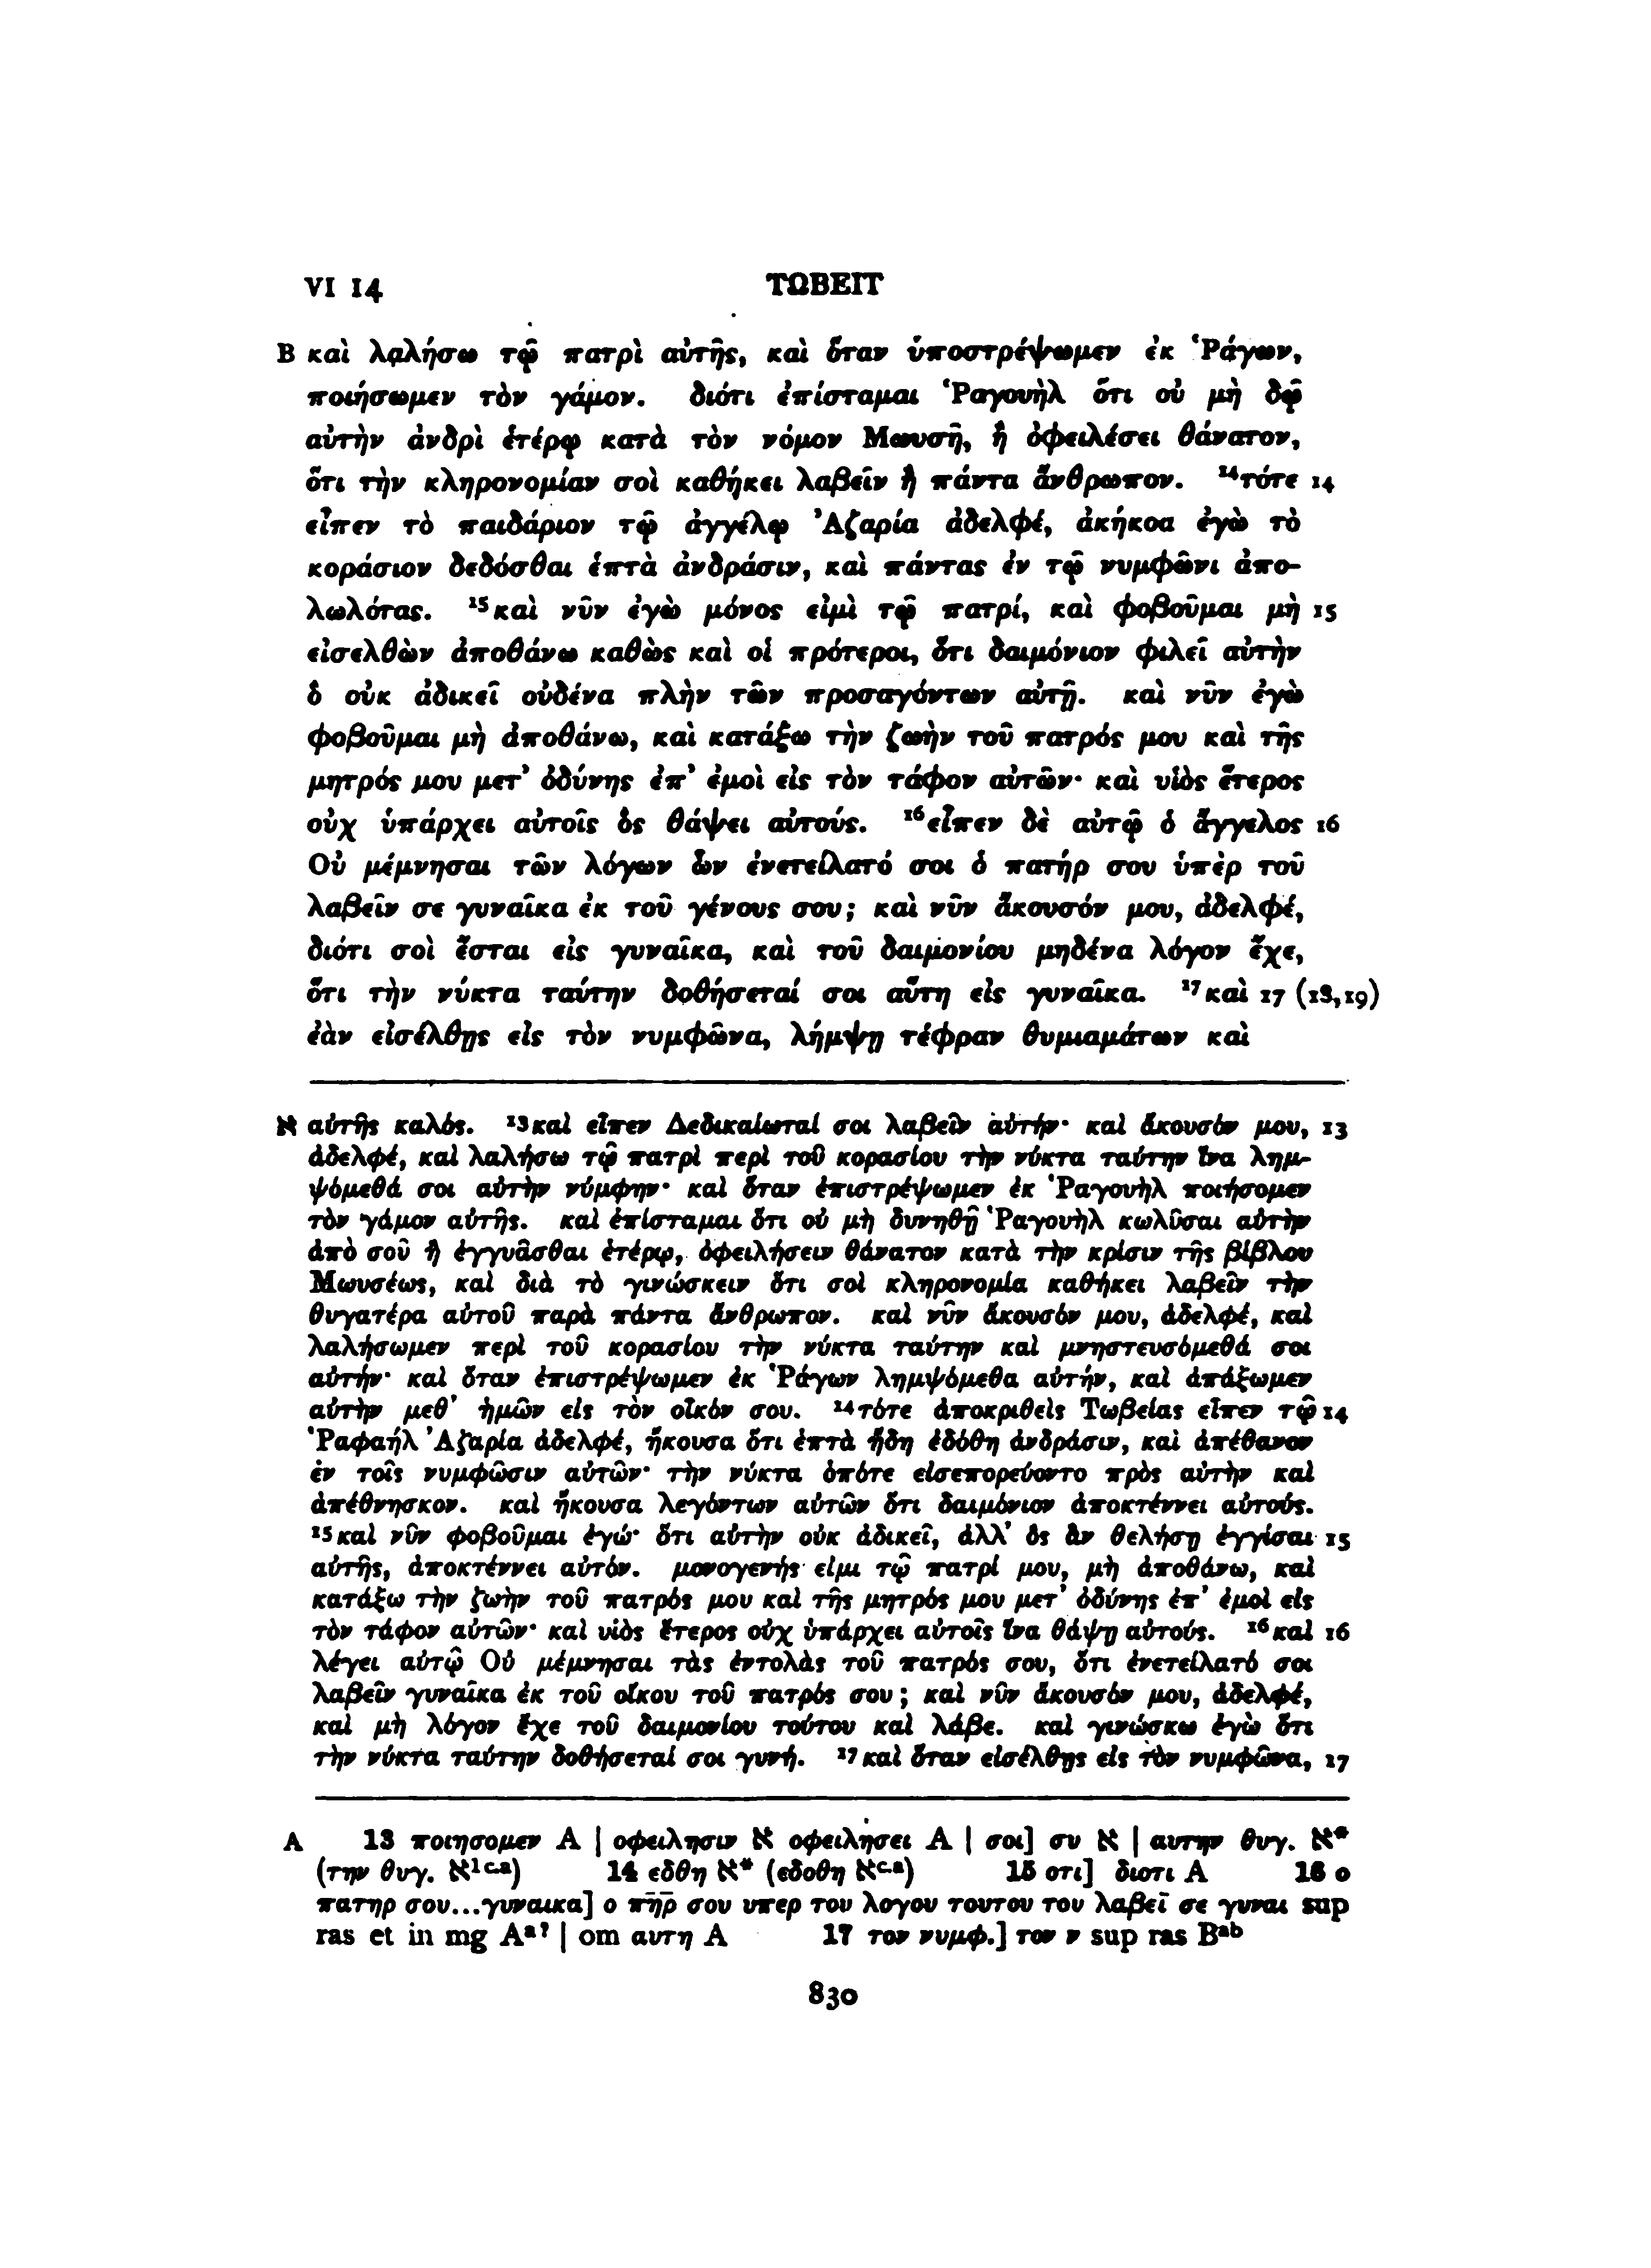 VI 14 ΤΩΒΕΙΤ
B καὶ λαλήσω τῷ πατρὶ αὐτῆς, καὶ ὅταν ὑποστρέψωμεν ἐκ Ῥάγων,
ποιήσωμεν τὸν γάμον. διότι ἐπίσταμαι Ῥαγουὴλ ὅτι οὐ μὴ δῷ
αὐτὴν ἀνδρὶ ἑτέρῳ κατὰ τὸν νόμον Μωυσῆ, ἢ ὀφειλέσει θάνατον,
ὅτι τὴν κληρονομίαν σοὶ καθήκει λαβεῖν ἢ πάντα ἄνθρωπον. ¹⁴τότε 14
εἶπεν τὸ παιδάριον τῷ ἀγγέλῳ Ἀζαρία ἀδελφέ, ἀκήκοα ἐγὼ τὸ
κοράσιον δεδόσθαι ἑπτὰ ἀνδράσιν, καὶ πάντας ἐν τῷ νυμφῶνι ἀπο-
λωλότας. ¹⁵καὶ νῦν ἐγὼ μόνος εἰμὶ τῷ πατρί, καὶ φοβοῦμαι μὴ 15
εἰσελθὼν ἀποθάνω καθὼς καὶ οἱ πρότεροι, ὅτι δαιμόνιον φιλεῖ αὐτὴν
ὃ οὐκ ἀδικεῖ οὐδένα πλὴν τῶν προσαγόντων αὐτῇ. καὶ νῦν ἐγὼ
φοβοῦμαι μὴ ἀποθάνω, καὶ κατάξω τὴν ζωὴν τοῦ πατρός μου καὶ τῆς
μητρός μου μετ’ ὀδύνης ἐπ’ ἐμοὶ εἰς τὸν τάφον αὐτῶν· καὶ υἱὸς ἕτερος
οὐχ ὑπάρχει αὐτοῖς ὃς θάψει αὐτούς. ¹⁶εἶπεν δὲ αὐτῷ ὁ ἄγγελος 16
Οὐ μέμνησαι τῶν λόγων ὧν ἐνετείλατό σοι ὁ πατήρ σου ὑπὲρ τοῦ
λαβεῖν σε γυναῖκα ἐκ τοῦ γένους σου; καὶ νῦν ἄκουσόν μου, ἀδελφέ,
διότι σοὶ ἔσται εἰς γυναῖκα, καὶ τοῦ δαιμονίου μηδένα λόγον ἔχε,
ὅτι τὴν νύκτα ταύτην δοθήσεταί σοι αὕτη εἰς γυναῖκα. ¹⁷καὶ 17 (18,19)
ἐὰν εἰσέλθῃς εἰς τὸν νυμφῶνα, λήμψῃ τέφραν θυμιαμάτων καὶ
א αὐτῆς καλός. ¹³καὶ εἶπεν Δεδικαίωταί σοι λαβεῖν αὐτήν· καὶ ἄκουσόν μου, 13
ἀδελφέ, καὶ λαλήσω τῷ πατρὶ περὶ τοῦ κορασίου τὴν νύκτα ταύτην ἵνα λημ-
ψόμεθά σοι αὐτὴν νύμφην· καὶ ὅταν ἐπιστρέψωμεν ἐκ Ῥαγουὴλ ποιήσομεν
τὸν γάμον αὐτῆς. καὶ ἐπίσταμαι ὅτι οὐ μὴ δυνηθῇ Ῥαγουὴλ κωλῦσαι αὐτὴν
ἀπὸ σοῦ ἢ ἐγγυᾶσθαι ἑτέρῳ, ὀφειλήσειν θάνατον κατὰ τὴν κρίσιν τῆς βίβλου
Μωυσέως, καὶ διὰ τὸ γινώσκειν ὅτι σοὶ κληρονομία καθήκει λαβεῖν τὴν
θυγατέρα αὐτοῦ παρὰ πάντα ἄνθρωπον. καὶ νῦν ἄκουσόν μου, ἀδελφέ, καὶ
λαλήσωμεν περὶ τοῦ κορασίου τὴν νύκτα ταύτην καὶ μνηστευσόμεθά σοι
αὐτήν· καὶ ὅταν ἐπιστρέψωμεν ἐκ Ῥάγων λημψόμεθα αὐτήν, καὶ ἀπάξωμεν
αὐτὴν μεθ’ ἡμῶν εἰς τὸν οἶκόν σου. ¹⁴τότε ἀποκριθεὶς Τωβείας εἶπεν τῷ 14
Ῥαφαήλ Ἀζαρία ἀδελφέ, ἤκουσα ὅτι ἑπτὰ ἤδη ἐδόθη ἀνδράσιν, καὶ ἀπέθανον
ἐν τοῖς νυμφῶσιν αὐτῶν· τὴν νύκτα ὁπότε εἰσεπορεύοντο πρὸς αὐτὴν καὶ
ἀπέθνησκον. καὶ ἤκουσα λεγόντων αὐτῶν ὅτι δαιμόνιον ἀποκτέννει αὐτούς.
¹⁵καὶ νῦν φοβοῦμαι ἐγώ· ὅτι αὐτὴν οὐκ ἀδικεῖ, ἀλλ’ ὃς ἂν θελήσῃ ἐγγίσαι 15
αὐτῆς, ἀποκτέννει αὐτόν. μονογενής εἰμι τῷ πατρί μου, μὴ ἀποθάνω, καὶ
κατάξω τὴν ζωὴν τοῦ πατρός μου καὶ τῆς μητρός μου μετ’ ὀδύνης ἐπ’ ἐμοὶ εἰς
τὸν τάφον αὐτῶν· καὶ υἱὸς ἕτερος οὐχ ὑπάρχει αὐτοῖς ἵνα θάψῃ αὐτούς. ¹⁶καὶ 16
λέγει αὐτῷ Οὐ μέμνησαι τὰς ἐντολὰς τοῦ πατρός σου, ὅτι ἐνετείλατό σοι
λαβεῖν γυναῖκα ἐκ τοῦ οἴκου τοῦ πατρός σου; καὶ νῦν ἄκουσόν μου, ἀδελφέ,
καὶ μὴ λόγον ἔχε τοῦ δαιμονίου τούτου καὶ λάβε. καὶ γινώσκω ἐγὼ ὅτι
τὴν νύκτα ταύτην δοθήσεταί σοι γυνή. ¹⁷καὶ ὅταν εἰσέλθῃς εἰς τὸν νυμφῶνα, 17
A 13 ποιησομεν A | οφειλησιν א οφειλησει A | σοι] συ א | αυτην θυγ. א*
(την θυγ. א¹ ᶜ·ᵃ) 14 εδθη א* (εδοθη אᶜ·ᵃ) 15 οτι] διοτι A 16 ο
πατηρ σου...γυναικα] ο π̅η̅ρ̅ σου υπερ του λογου τουτου του λαβεῑ σε γυναι sup
ras et in mg Aᵃ? | om αυτη A 17 τον νυμφ.] τον ν sup ras Bᵃᵇ
830